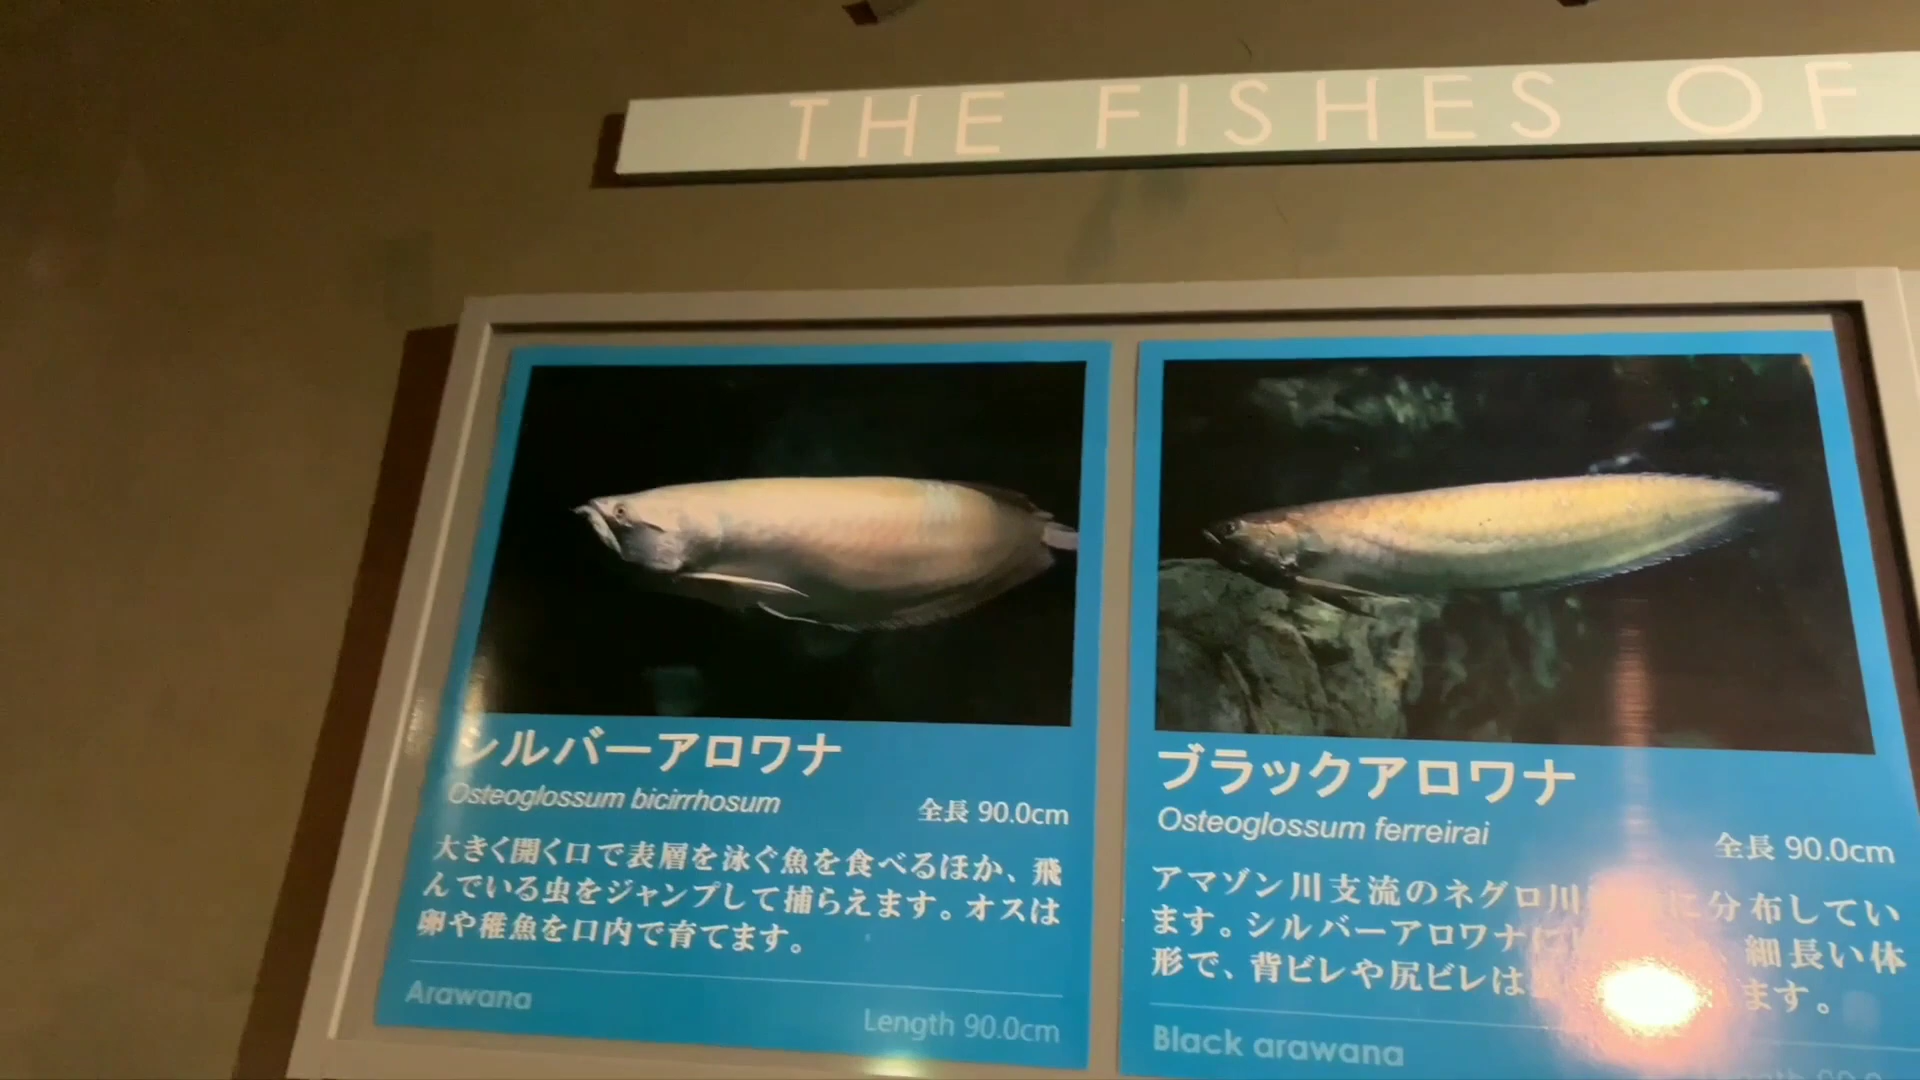 THE FISHES OF
シルバーアロワナ
Osteoglossum bicirrhosum
全長 90.0cm
大きく開く口で表層を泳ぐ魚を食べるほか、飛
んでいる虫をジャンプして捕らえます。オスは
卵や稚魚を口内で育てます。
Arawana
Length 90.0cm
ブラックアロワナ
Osteoglossum ferreirai
全長 90.0cm
アマゾン川支流のネグロ川 に分布してい
ます。シルバーアロワナに 、細長い体
形で、背ビレや尻ビレは ます。
Black arawana